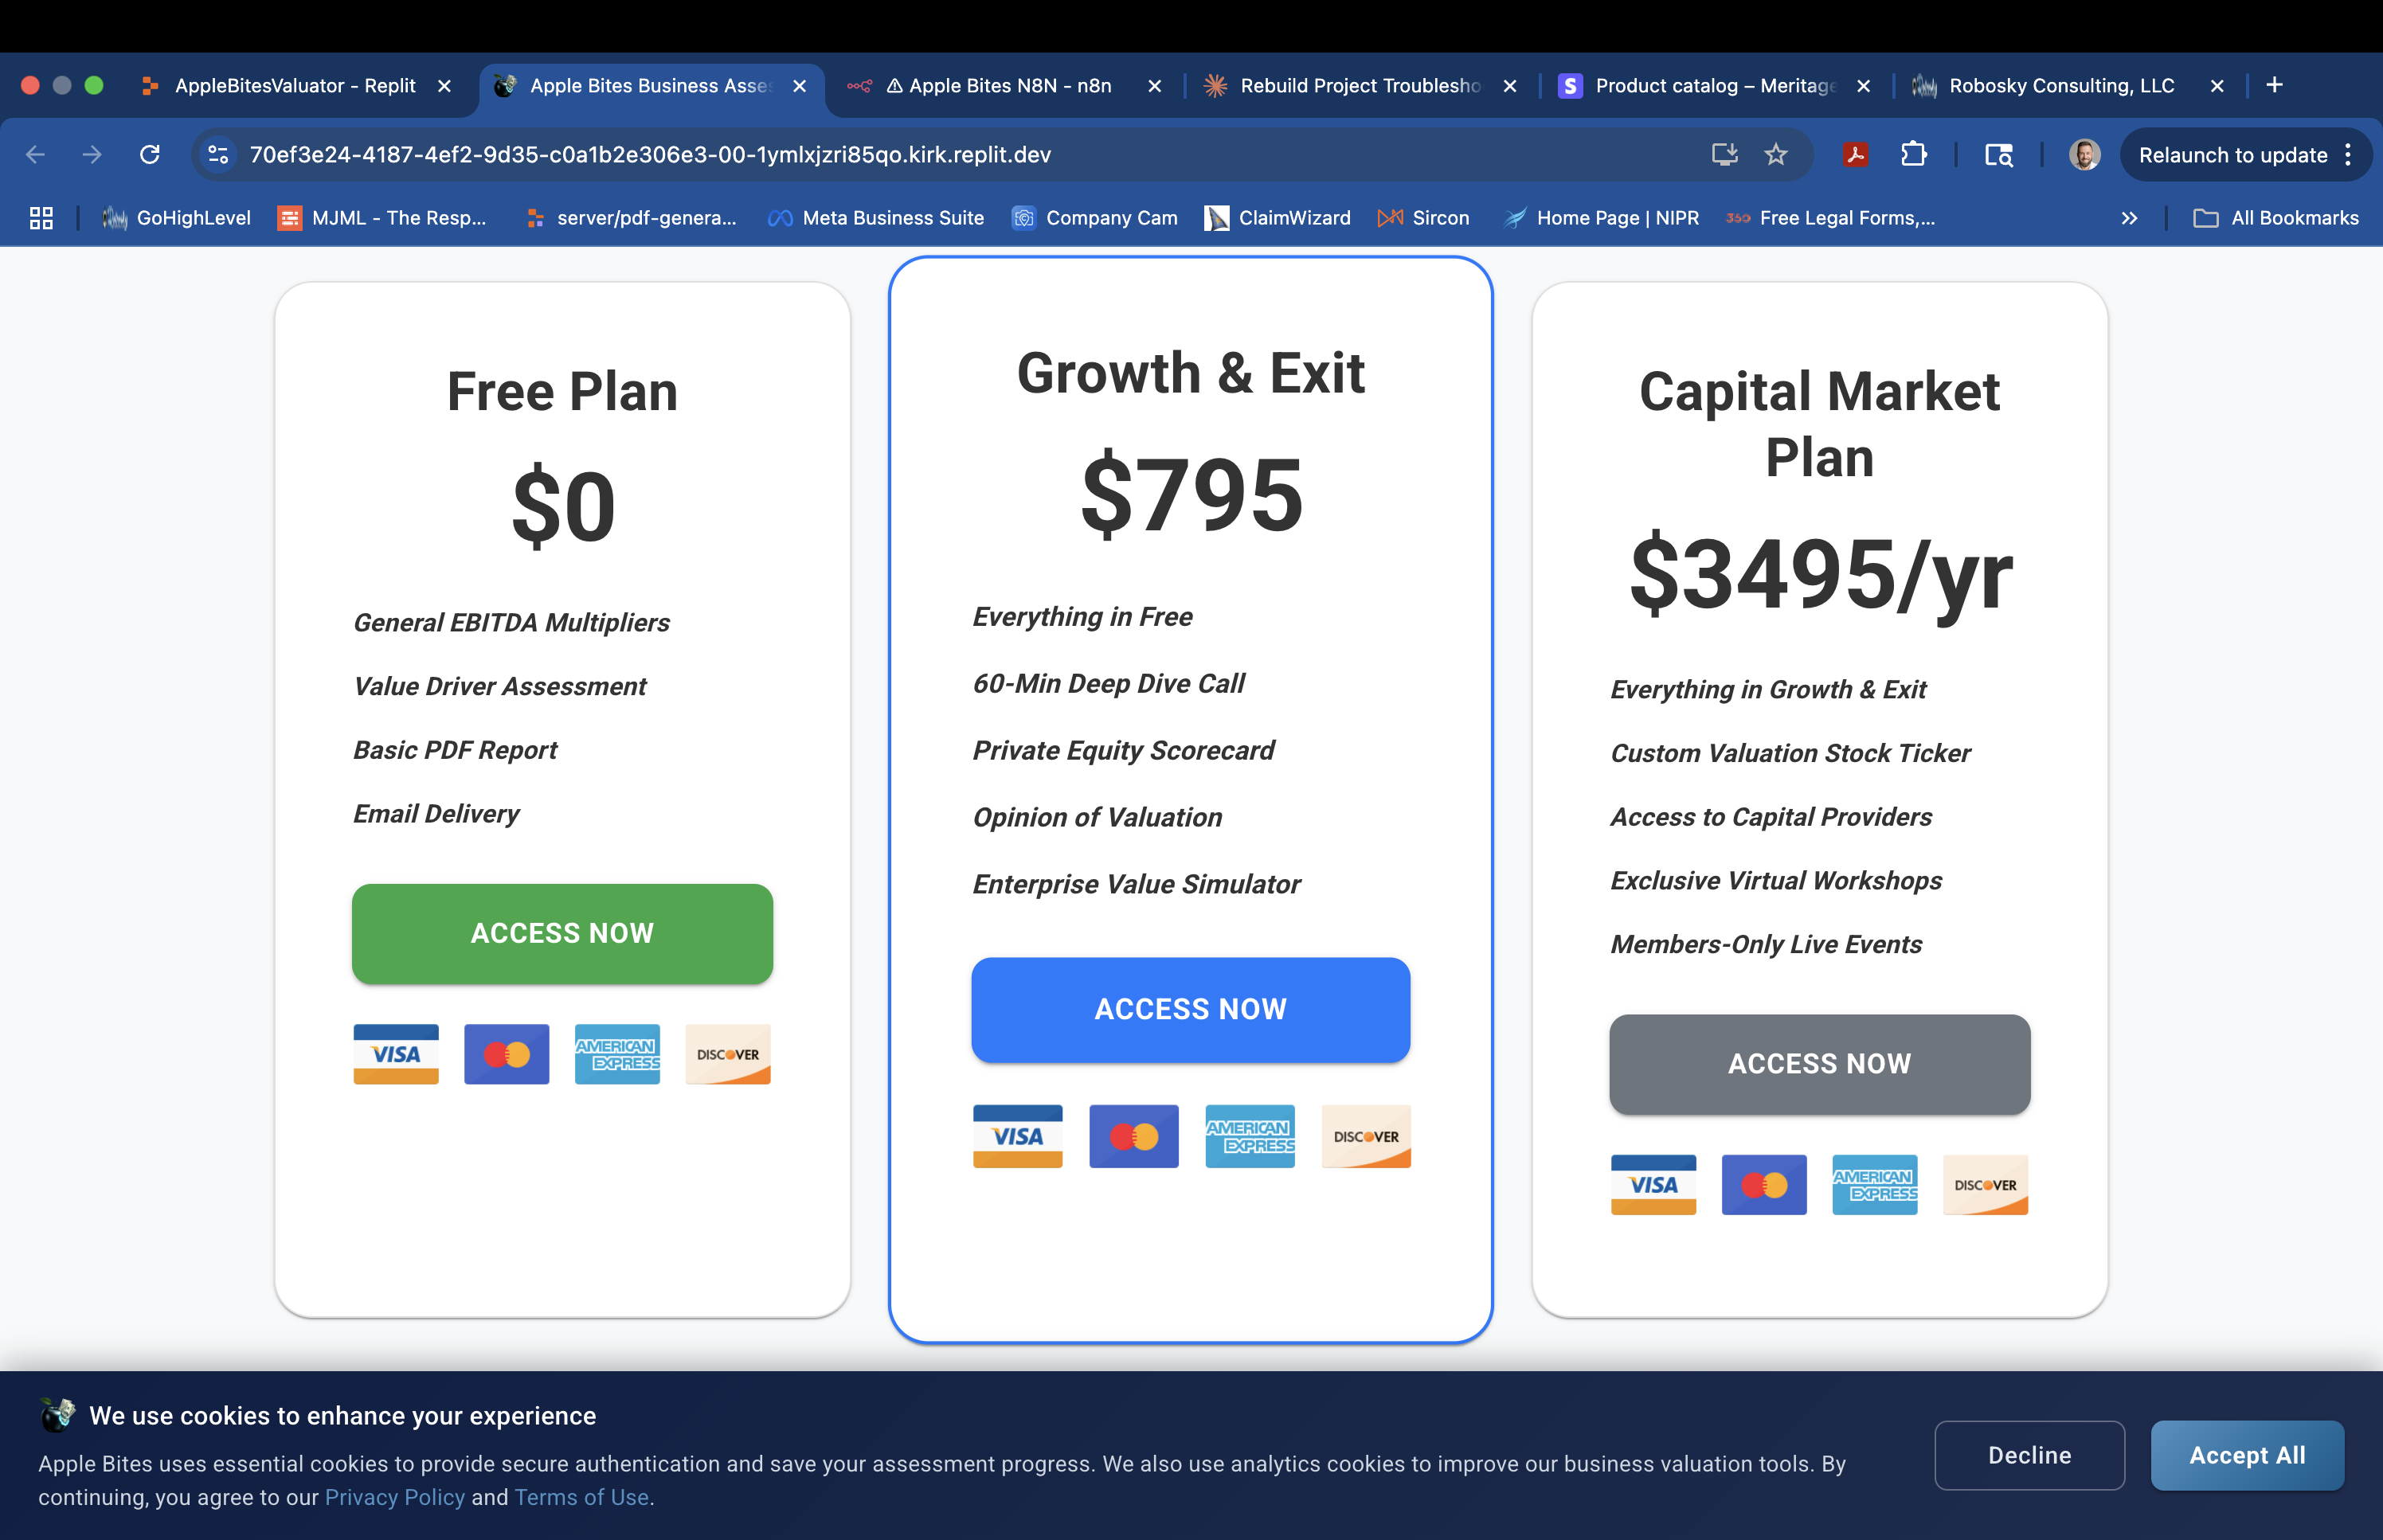 AppleBitesValuator - Replit
Apple Bites Business Asses
Apple Bites N8N - n8n
Rebuild Project Troublesho
Product catalog – Meritage
Robosky Consulting, LLC
70ef3e24-4187-4ef2-9d35-c0a1b2e306e3-00-1ymlxjzri85qo.kirk.replit.dev
Relaunch to update
GoHighLevel
MJML - The Resp...
server/pdf-genera...
Meta Business Suite
Company Cam
ClaimWizard
Sircon
Home Page | NIPR
Free Legal Forms,...
All Bookmarks
Free Plan
$0
General EBITDA Multipliers
Value Driver Assessment
Basic PDF Report
Email Delivery
ACCESS NOW
VISA
AMERICAN
EXPRESS
DISCOVER
Growth & Exit
$795
Everything in Free
60-Min Deep Dive Call
Private Equity Scorecard
Opinion of Valuation
Enterprise Value Simulator
ACCESS NOW
VISA
AMERICAN
EXPRESS
DISCOVER
Capital Market
Plan
$3495/yr
Everything in Growth & Exit
Custom Valuation Stock Ticker
Access to Capital Providers
Exclusive Virtual Workshops
Members-Only Live Events
ACCESS NOW
VISA
AMERICAN
EXPRESS
DISCOVER
We use cookies to enhance your experience
Apple Bites uses essential cookies to provide secure authentication and save your assessment progress. We also use analytics cookies to improve our business valuation tools. By
continuing, you agree to our Privacy Policy and Terms of Use.
Decline
Accept All